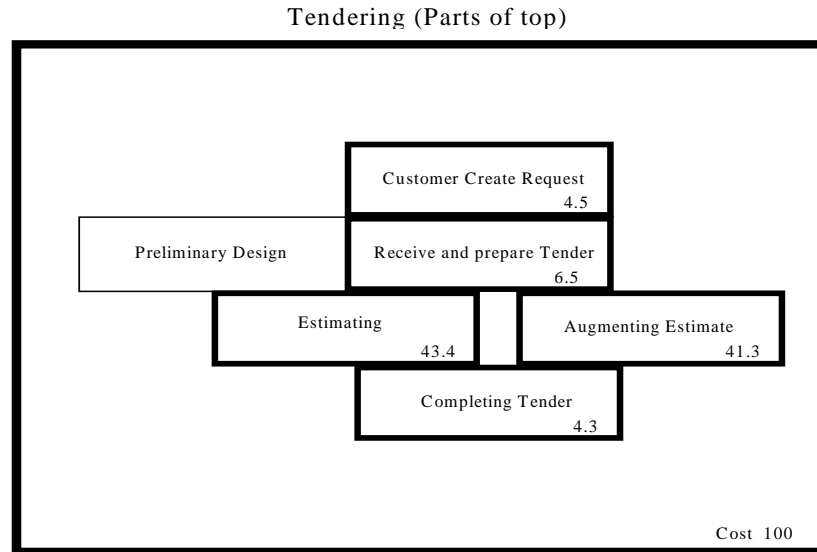 Tendering (Parts of top)
Customer Create Request
4.5
Preliminary Design
Receive and prepare Tender
6.5
Estimating
43.4
Augmenting Estimate
41.3
Completing Tender
4.3
Cost 100